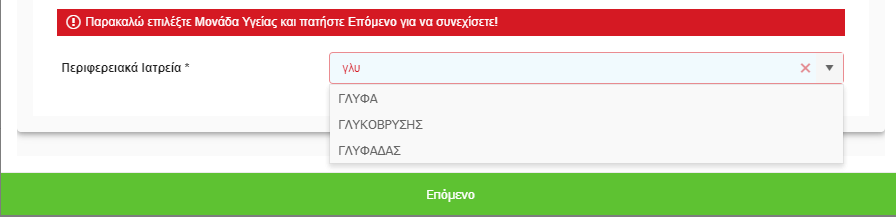 Παρακαλώ επιλέξτε Μονάδα Υγείας και πατήστε Επόμενο για να συνεχίσετε!
Περιφερειακά Ιατρεία *
γλυ
ΓΛΥΦΑ
ΓΛΥΚΟΒΡΥΣΗΣ
ΓΛΥΦΑΔΑΣ
Επόμενο